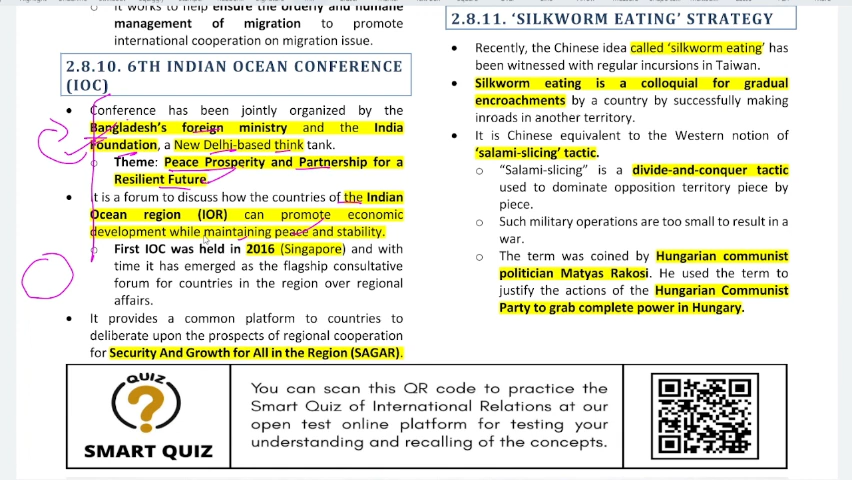 It works to help ensure the orderly and humane
management of migration to promote
international cooperation on migration issue.
2.8.10. 6TH INDIAN OCEAN CONFERENCE
(IOC)
• Conference has been jointly organized by the
Bangladesh's foreign ministry and the India
Foundation, a New Delhi-based think tank.
o Theme: Peace Prosperity and Partnership for a
Resilient Future
• It is a forum to discuss how the countries of the Indian
Ocean region (IOR) can promote economic
development while maintaining peace and stability.
o First IOC was held in 2016 (Singapore) and with
time it has emerged as the flagship consultative
forum for countries in the region over regional
affairs.
• It provides a common platform to countries to
deliberate upon the prospects of regional cooperation
for Security And Growth for All in the Region (SAGAR).
2.8.11. 'SILKWORM EATING' STRATEGY
• Recently, the Chinese idea called 'silkworm eating' has
been witnessed with regular incursions in Taiwan.
• Silkworm eating is a colloquial for gradual
encroachments by a country by successfully making
inroads in another territory.
• It is Chinese equivalent to the Western notion of
'salami-slicing' tactic.
o "Salami-slicing" is a divide-and-conquer tactic
used to dominate opposition territory piece by
piece.
o Such military operations are too small to result in a
war.
o The term was coined by Hungarian communist
politician Matyas Rakosi. He used the term to
justify the actions of the Hungarian Communist
Party to grab complete power in Hungary.
QUIZ
?
SMART QUIZ
You can scan this QR code to practice the
Smart Quiz of International Relations at our
open test online platform for testing your
understanding and recalling of the concepts.